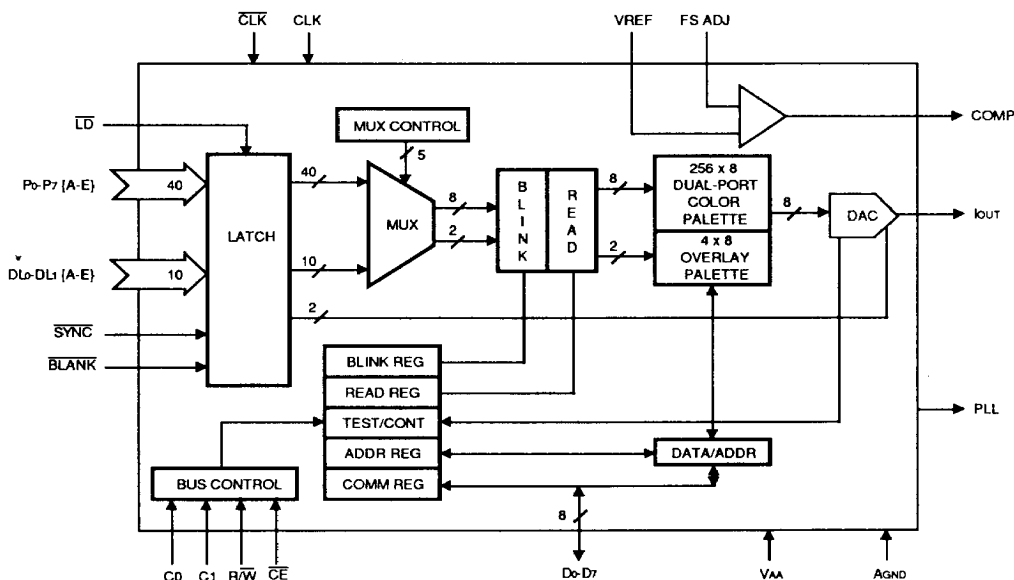 CLK CLK VREF FS ADJ
LD
MUX CONTROL
COMP
5
P0-P7 {A-E} 40
LATCH
40
MUX
8
2
BLINK
READ
8
2
256 x 8
DUAL-PORT
COLOR
PALETTE
4 x 8
OVERLAY
PALETTE
8
DAC
IOUT
DL0-DL1 {A-E} 10
10
2
SYNC
BLANK
BLINK REG
READ REG
TEST/CONT
ADDR REG
COMM REG
DATA/ADDR
PLL
BUS CONTROL
8
C0 C1 R/W CE
D0-D7
VAA
AGND